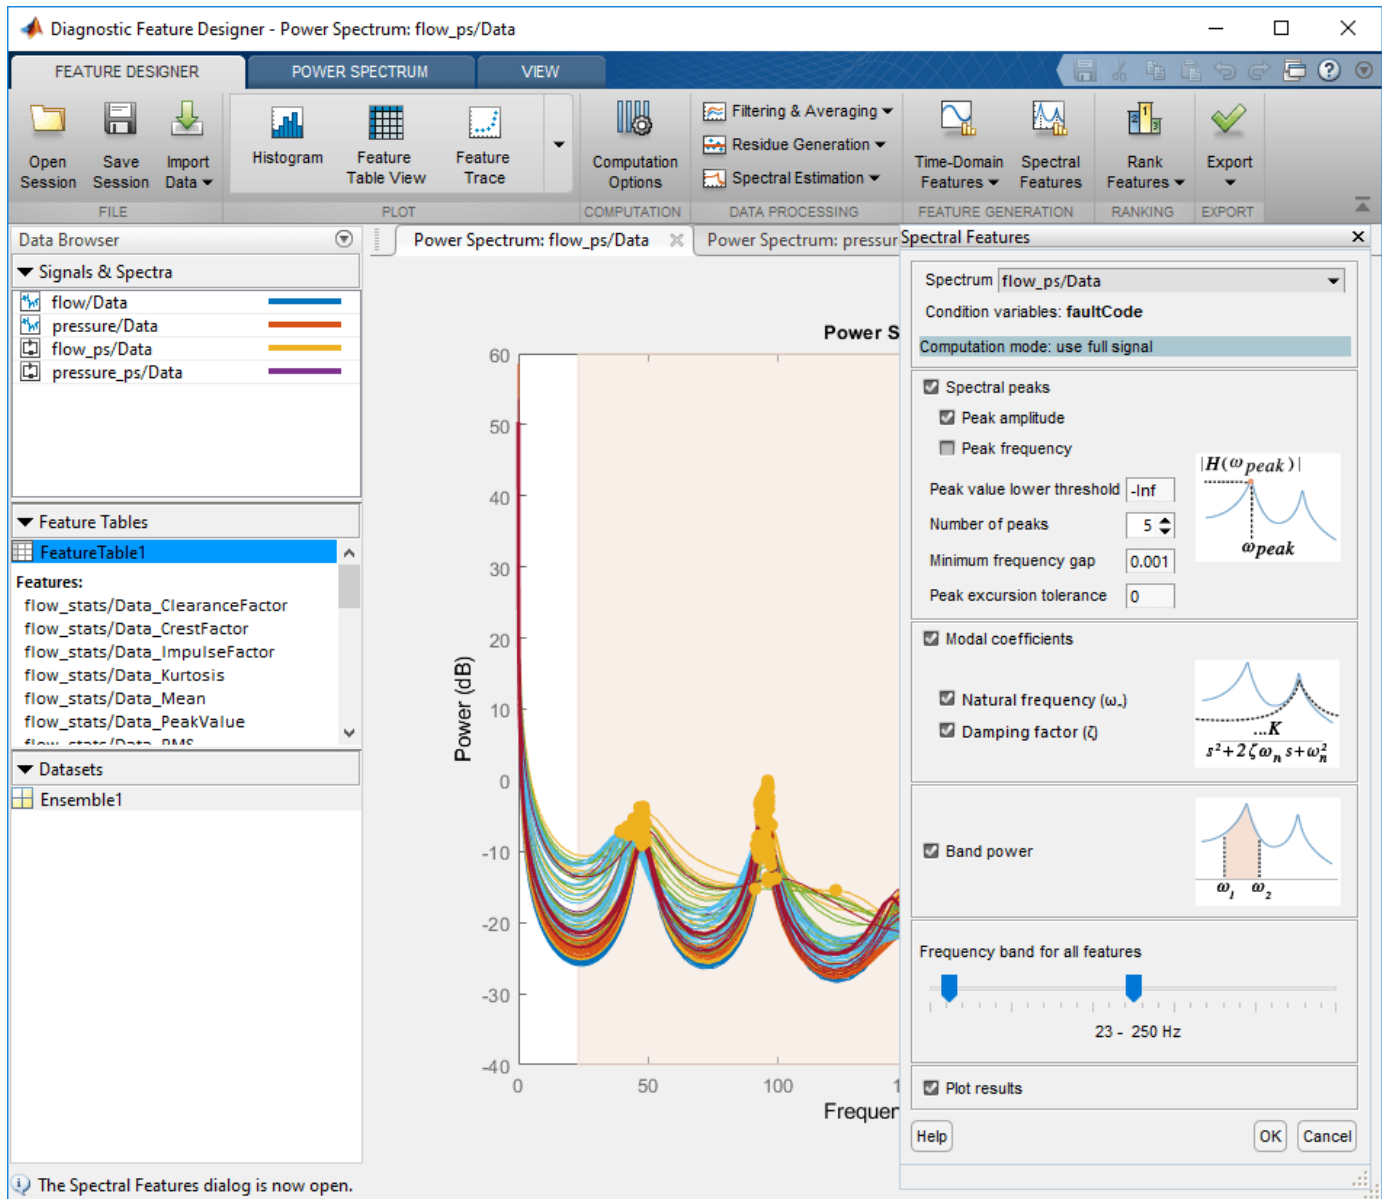 Diagnostic Feature Designer - Power Spectrum: flow_ps/Data
FEATURE DESIGNER
POWER SPECTRUM
VIEW
Open Session
Save Session
Import Data
Histogram
Feature Table View
Feature Trace
Computation Options
Filtering & Averaging
Residue Generation
Spectral Estimation
Time-Domain Features
Spectral Features
Rank Features
Export
FILE
PLOT
COMPUTATION
DATA PROCESSING
FEATURE GENERATION
RANKING
EXPORT
Data Browser
Signals & Spectra
flow/Data
pressure/Data
flow_ps/Data
pressure_ps/Data
Feature Tables
FeatureTable1
Features:
flow_stats/Data_ClearanceFactor
flow_stats/Data_CrestFactor
flow_stats/Data_ImpulseFactor
flow_stats/Data_Kurtosis
flow_stats/Data_Mean
flow_stats/Data_PeakValue
flow_stats/Data_RMS
Datasets
Ensemble1
Power Spectrum: flow_ps/Data
Power Spectrum: pressur
Power S
60
50
40
30
20
10
0
-10
-20
-30
-40
Power (dB)
0
50
100
1
Frequen
Spectral Features
Spectrum flow_ps/Data
Condition variables: faultCode
Computation mode: use full signal
Spectral peaks
Peak amplitude
Peak frequency
Peak value lower threshold -Inf
Number of peaks 5
Minimum frequency gap 0.001
Peak excursion tolerance 0
|H(ω peak)|
ω peak
Modal coefficients
Natural frequency (ωₙ)
Damping factor (ζ)
...K
s²+2ζωₙ s+ωₙ²
Band power
ω₁ ω₂
Frequency band for all features
23 - 250 Hz
Plot results
Help
OK
Cancel
The Spectral Features dialog is now open.